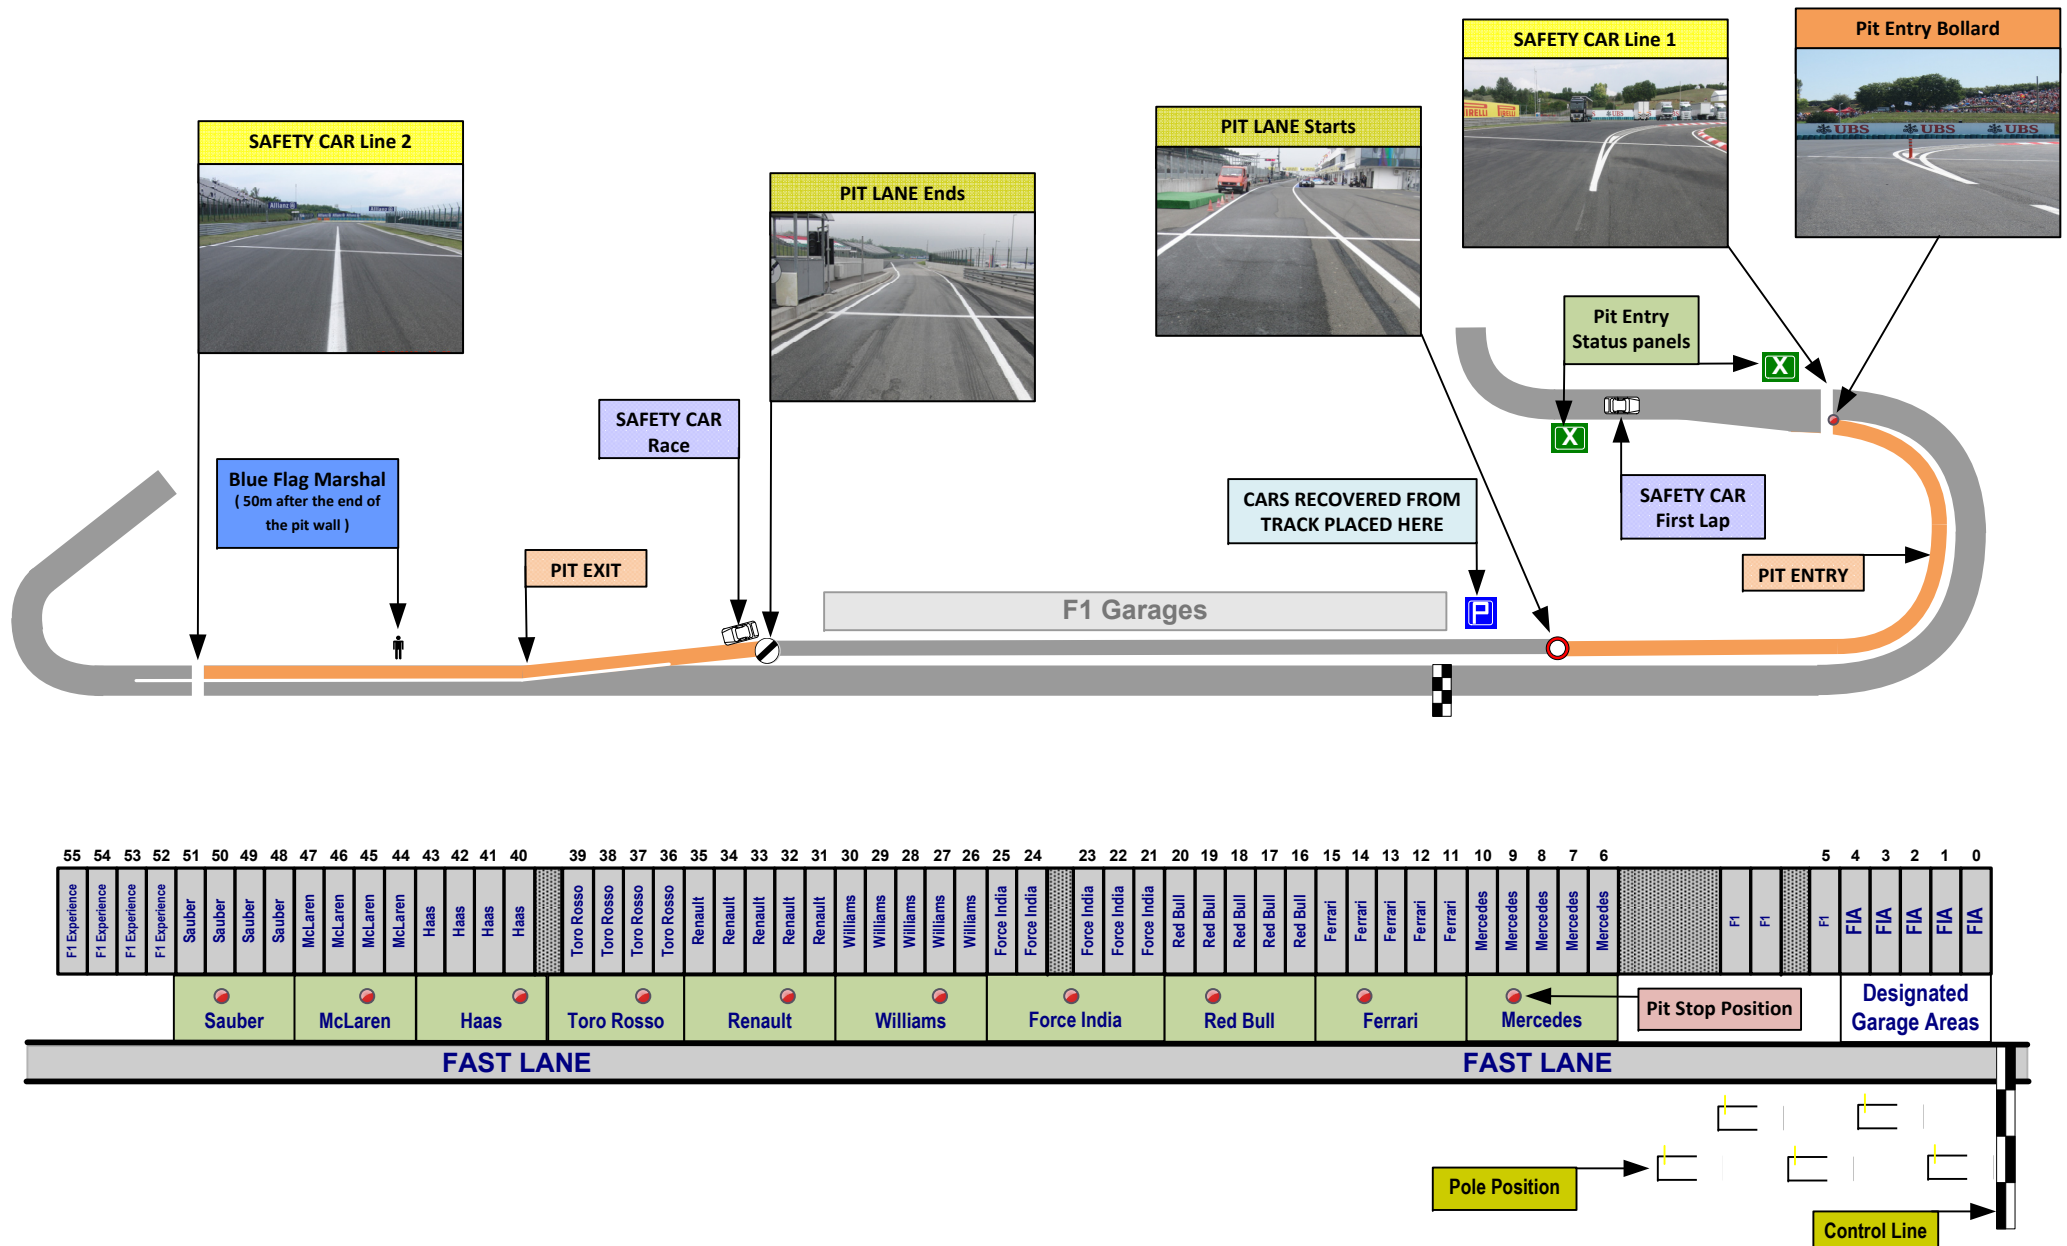 Pit Entry Bollard
SAFETY CAR Line 1
PIRELLI
UBS UBS UBS
PIT LANE Starts
SAFETY CAR Line 2
Allianz
PIT LANE Ends
Pit Entry
Status panels
X
X
SAFETY CAR
Race
Blue Flag Marshal
( 50m after the end of
the pit wall )
CARS RECOVERED FROM
TRACK PLACED HERE
SAFETY CAR
First Lap
PIT EXIT
PIT ENTRY
F1 Garages
P
55 54 53 52 51 50 49 48 47 46 45 44 43 42 41 40 39 38 37 36 35 34 33 32 31 30 29 28 27 26 25 24 23 22 21 20 19 18 17 16 15 14 13 12 11 10 9 8 7 6 5 4 3 2 1 0
F1 Experience F1 Experience F1 Experience F1 Experience Sauber Sauber Sauber Sauber McLaren McLaren McLaren McLaren Haas Haas Haas Haas Toro Rosso Toro Rosso Toro Rosso Toro Rosso Renault Renault Renault Renault Renault Williams Williams Williams Williams Williams Force India Force India Force India Force India Force India Red Bull Red Bull Red Bull Red Bull Red Bull Ferrari Ferrari Ferrari Ferrari Ferrari Mercedes Mercedes Mercedes Mercedes Mercedes F1 F1 F1 FIA FIA FIA FIA FIA
Sauber McLaren Haas Toro Rosso Renault Williams Force India Red Bull Ferrari Mercedes
Pit Stop Position
Designated
Garage Areas
FAST LANE FAST LANE
Pole Position
Control Line